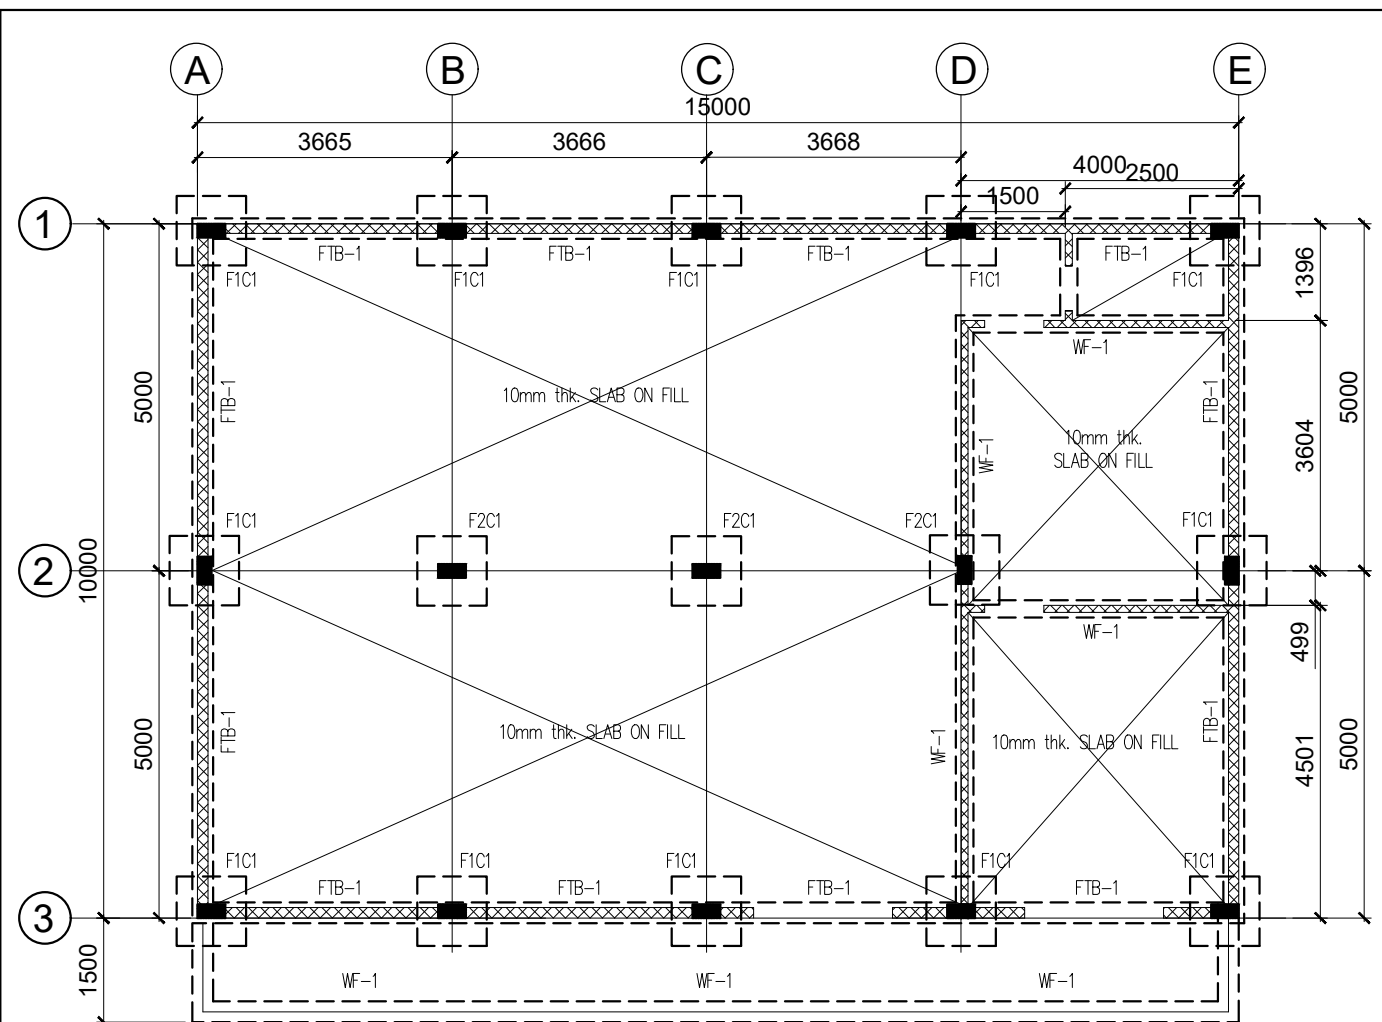 A B C D E
15000
3665 3666 3668 4000 2500
1500
1
FTB-1 FTB-1 FTB-1 FTB-1
F1C1 F1C1 F1C1 F1C1 F1C1
1396
WF-1
5000 FTB-1 10mm thk. SLAB ON FILL FTB-1 5000
WF-1
10mm thk.
SLAB ON FILL
3604
F1C1 F2C1 F2C1 F2C1 F1C1
2
10000
WF-1
499
5000 FTB-1 10mm thk. SLAB ON FILL WF-1 10mm thk. SLAB ON FILL FTB-1 4501 5000
F1C1 F1C1 F1C1 F1C1 F1C1
FTB-1 FTB-1 FTB-1 FTB-1
3
1500
WF-1 WF-1 WF-1